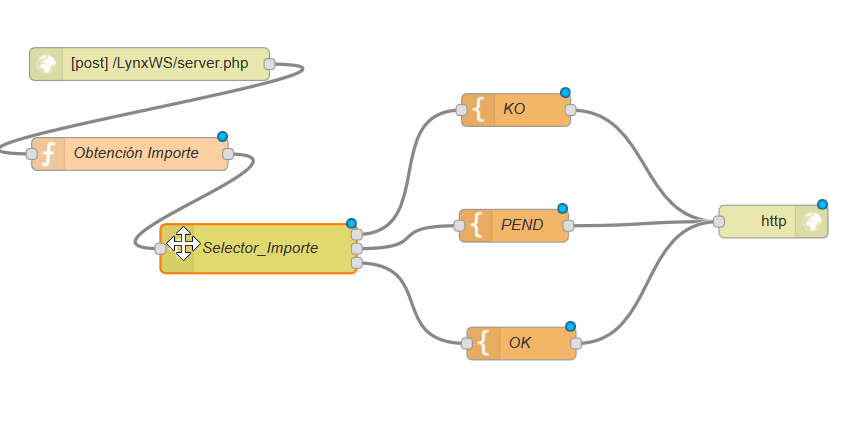 [post] /LynxWS/server.php
Obtención Importe
Selector_Importe
KO
PEND
OK
http